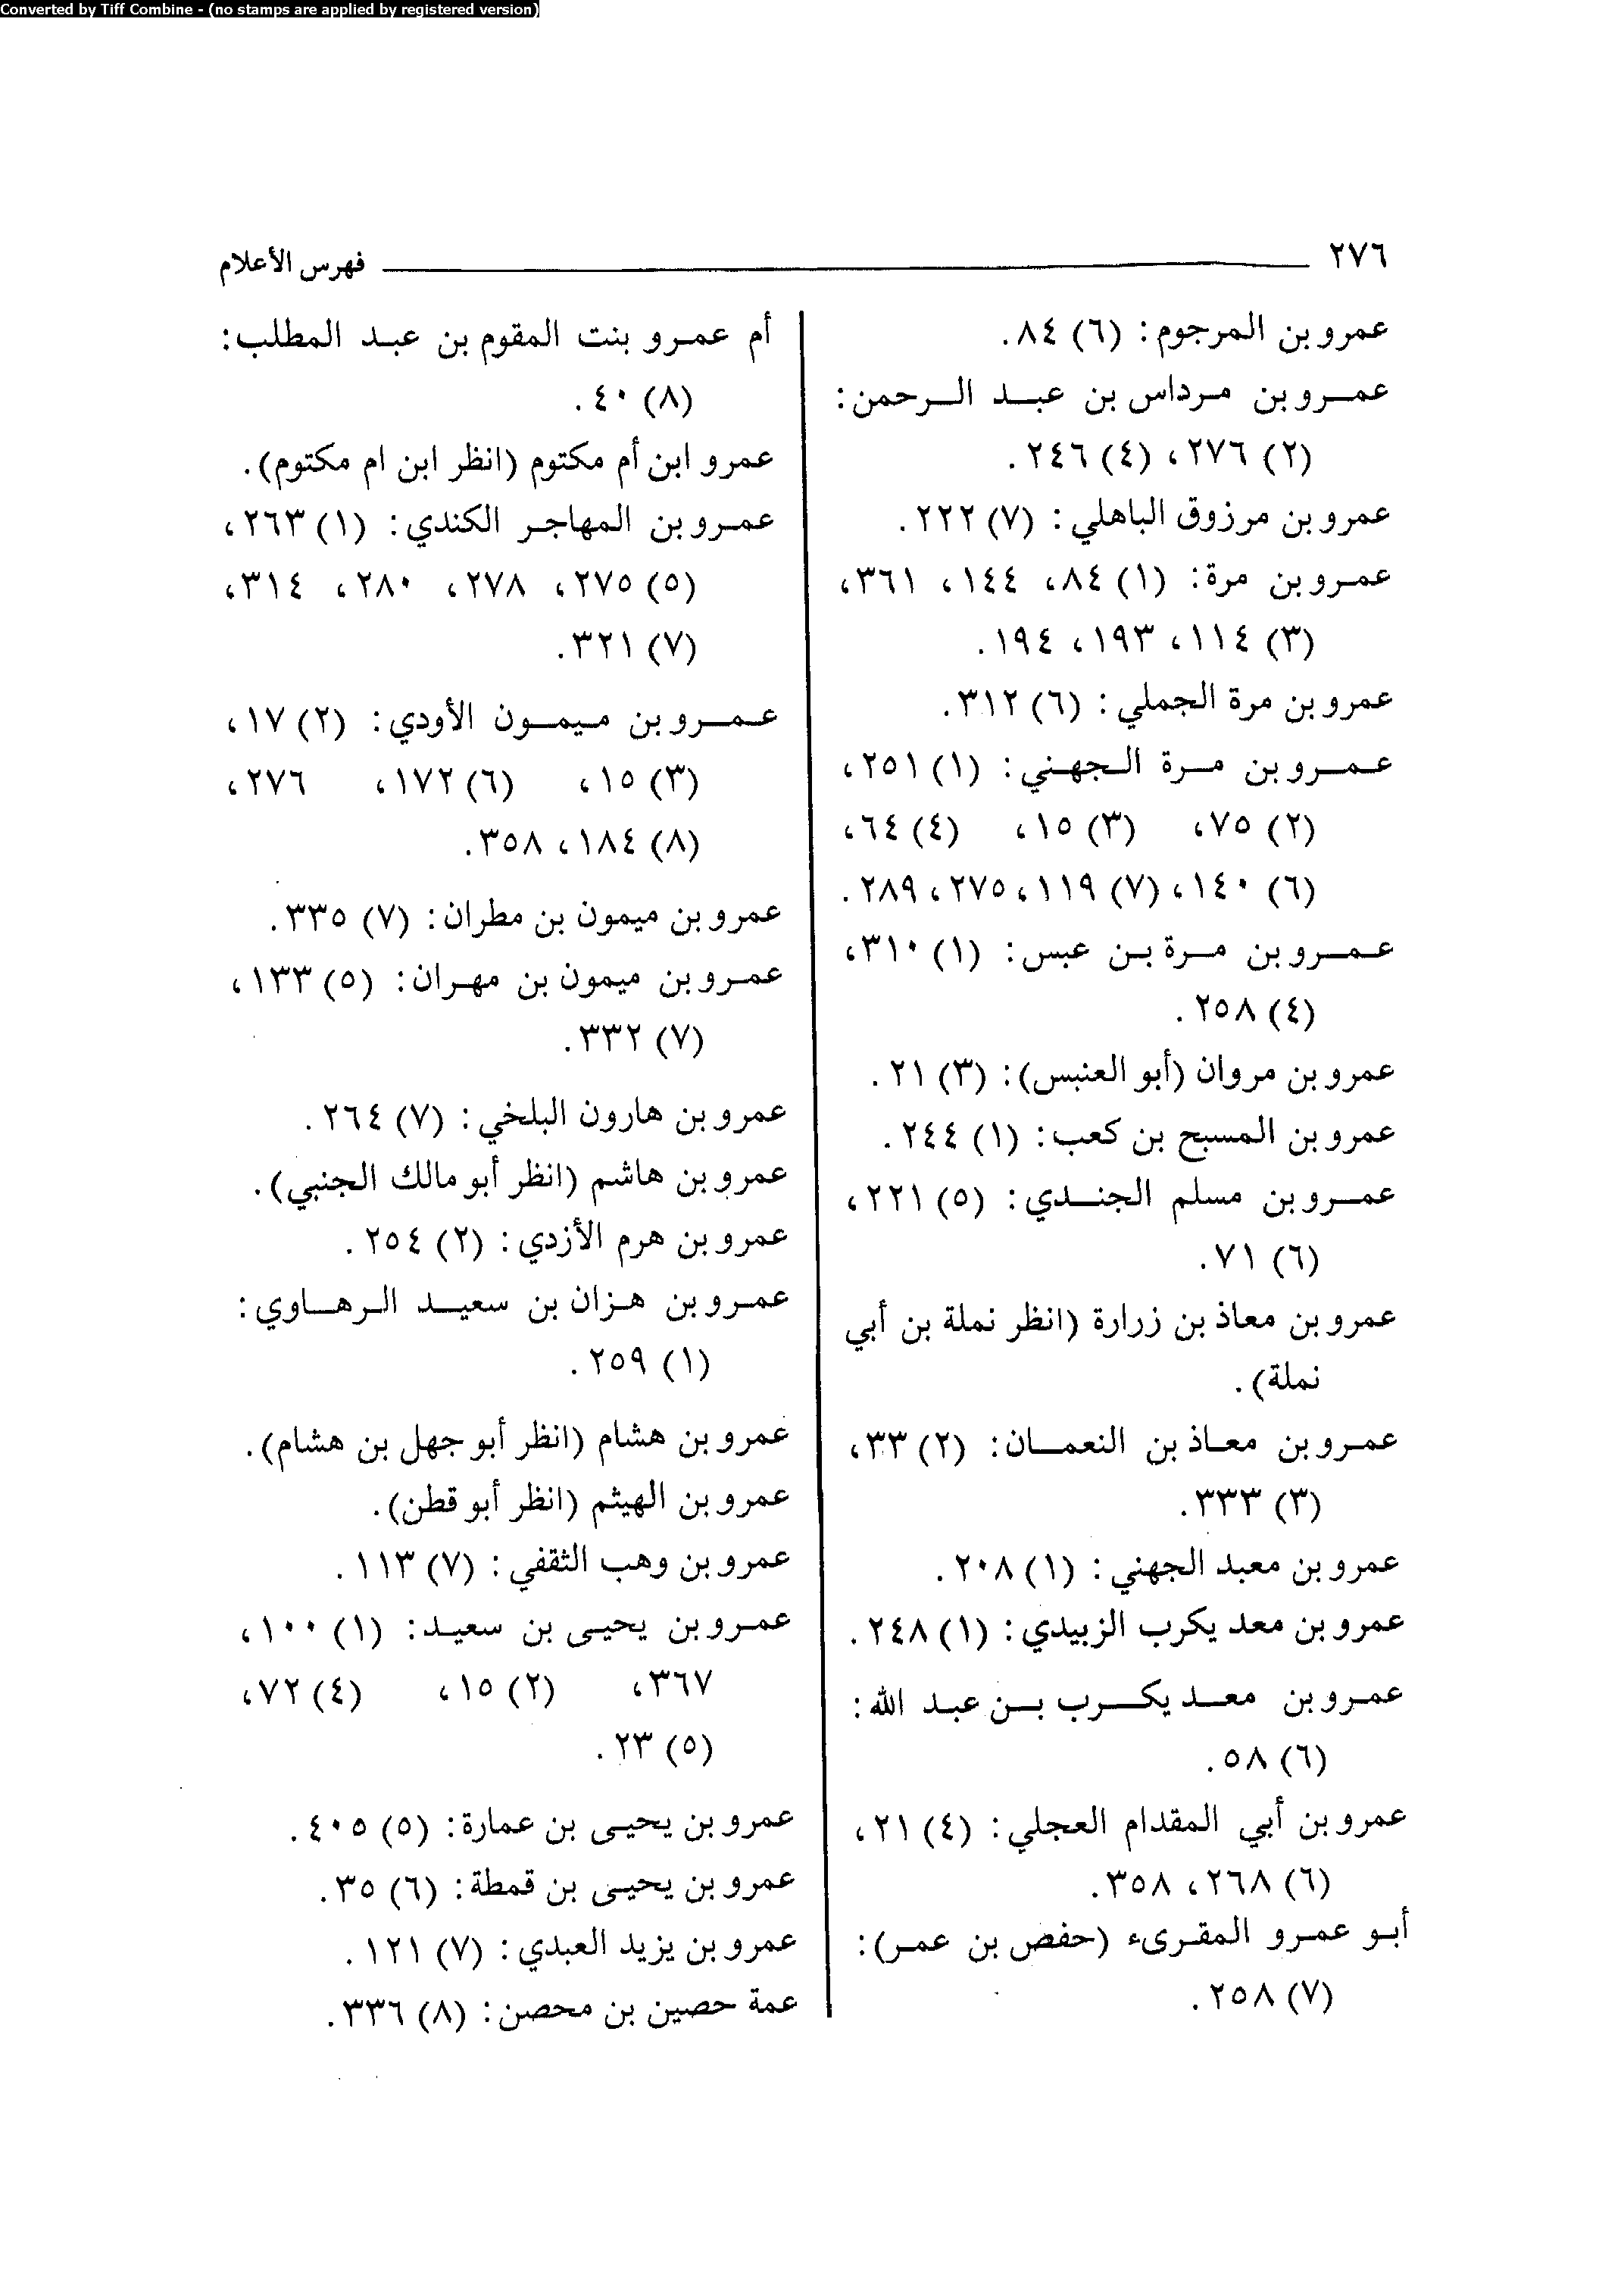 Converted by Tiff Combine - (no stamps are applied by registered version)
٢٧٦ فهرس الأعلام
عمرو بن المرجوم: (٦) ٨٤.
عمرو بن مرداس بن عبد الرحمن:
(٢) ٢٧٦، (٤) ٢٤٦.
عمرو بن مرزوق الباهلي: (٧) ٢٢٢.
عمرو بن مرة: (١) ٨٤، ١٤٤، ٣٦١،
(٣) ١١٤، ١٩٣، ١٩٤.
عمرو بن مرة الجملي: (٦) ٣١٢.
عمرو بن مرة الجهني: (١) ٢٥١،
(٢) ٧٥، (٣) ١٥، (٤) ٦٤،
(٦) ١٤٠، (٧) ١١٩، ٢٧٥، ٢٨٩.
عمرو بن مرة بن عبس: (١) ٣١٠،
(٤) ٢٥٨.
عمرو بن مروان (أبو العنبس): (٣) ٢١.
عمرو بن المسبح بن كعب: (١) ٢٤٤.
عمرو بن مسلم الجندي: (٥) ٢٢١،
(٦) ٧١.
عمرو بن معاذ بن زرارة (انظر نملة بن أبي
نملة).
عمرو بن معاذ بن النعمان: (٢) ٣٣،
(٣) ٣٣٣.
عمرو بن معبد الجهني: (١) ٢٠٨.
عمرو بن معد يكرب الزبيدي: (١) ٢٤٨.
عمرو بن معد يكرب بن عبد الله:
(٦) ٥٨.
عمرو بن أبي المقدام العجلي: (٤) ٢١،
(٦) ٢٦٨، ٣٥٨.
أبو عمرو المقرىء (حفص بن عمر):
(٧) ٢٥٨.
أم عمرو بنت المقوم بن عبد المطلب:
(٨) ٤٠.
عمرو ابن أم مكتوم (انظر ابن ام مكتوم).
عمرو بن المهاجر الكندي: (١) ٢٦٣،
(٥) ٢٧٥، ٢٧٨، ٢٨٠، ٣١٤،
(٧) ٣٢١.
عمرو بن ميمون الأودي: (٢) ١٧،
(٣) ١٥، (٦) ١٧٢، ٢٧٦،
(٨) ١٨٤، ٣٥٨.
عمرو بن ميمون بن مطران: (٧) ٣٣٥.
عمرو بن ميمون بن مهران: (٥) ١٣٣،
(٧) ٣٣٢.
عمرو بن هارون البلخي: (٧) ٢٦٤.
عمرو بن هاشم (انظر أبو مالك الجنبي).
عمرو بن هرم الأزدي: (٢) ٢٥٤.
عمرو بن هزان بن سعيد الرهاوي:
(١) ٢٥٩.
عمرو بن هشام (انظر أبو جهل بن هشام).
عمرو بن الهيثم (انظر أبو قطن).
عمرو بن وهب الثقفي: (٧) ١١٣.
عمرو بن يحيى بن سعيد: (١) ١٠٠،
٣٦٧، (٢) ١٥، (٤) ٧٢،
(٥) ٢٣.
عمرو بن يحيى بن عمارة: (٥) ٤٠٥.
عمرو بن يحيى بن قمطة: (٦) ٣٥.
عمرو بن يزيد العبدي: (٧) ١٢١.
عمة حصين بن محصن: (٨) ٣٣٦.